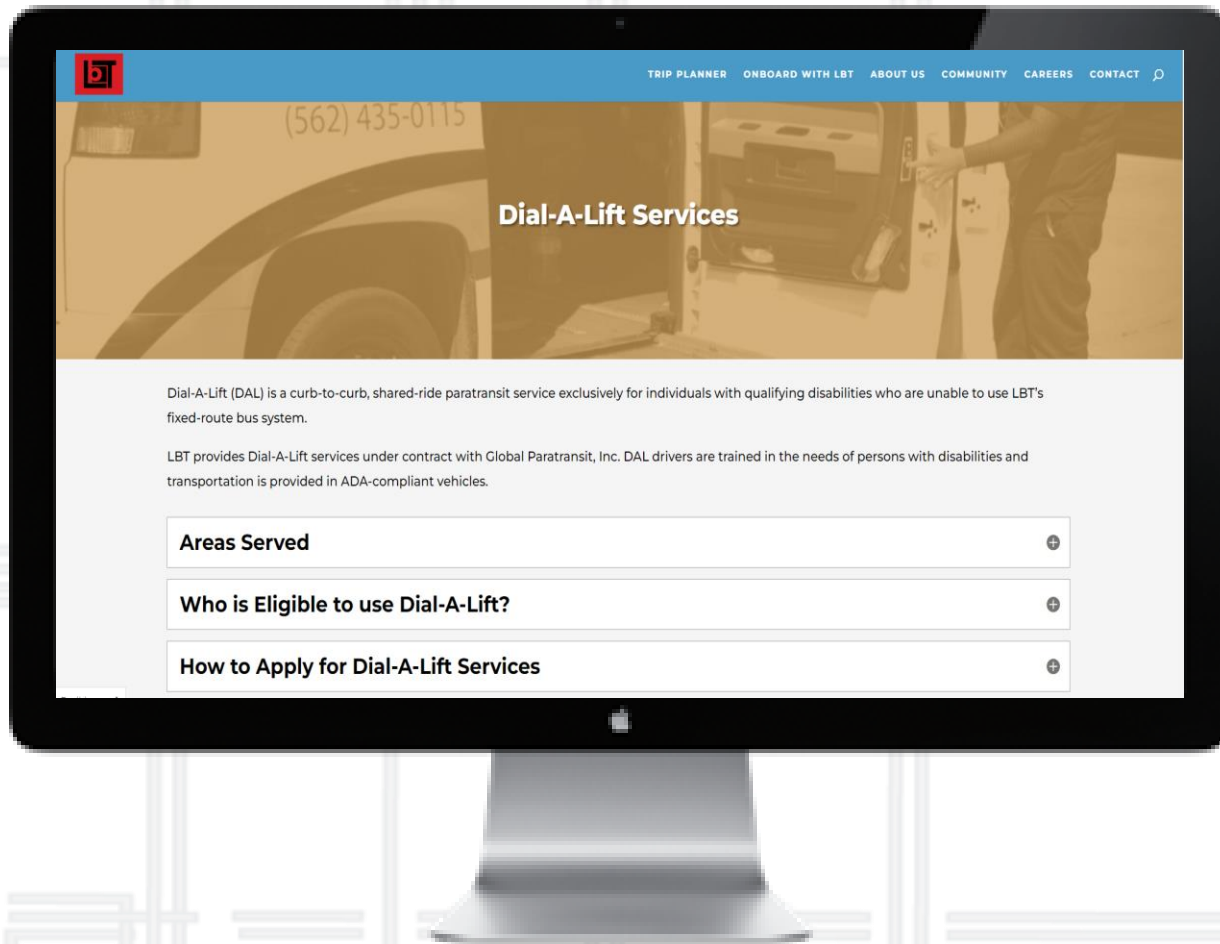 LBT
TRIP PLANNER ONBOARD WITH LBT ABOUT US COMMUNITY CAREERS CONTACT
(562) 435-0115
Dial-A-Lift Services
Dial-A-Lift (DAL) is a curb-to-curb, shared-ride paratransit service exclusively for individuals with qualifying disabilities who are unable to use LBT's
fixed-route bus system.
LBT provides Dial-A-Lift services under contract with Global Paratransit, Inc. DAL drivers are trained in the needs of persons with disabilities and
transportation is provided in ADA-compliant vehicles.
Areas Served
Who is Eligible to use Dial-A-Lift?
How to Apply for Dial-A-Lift Services